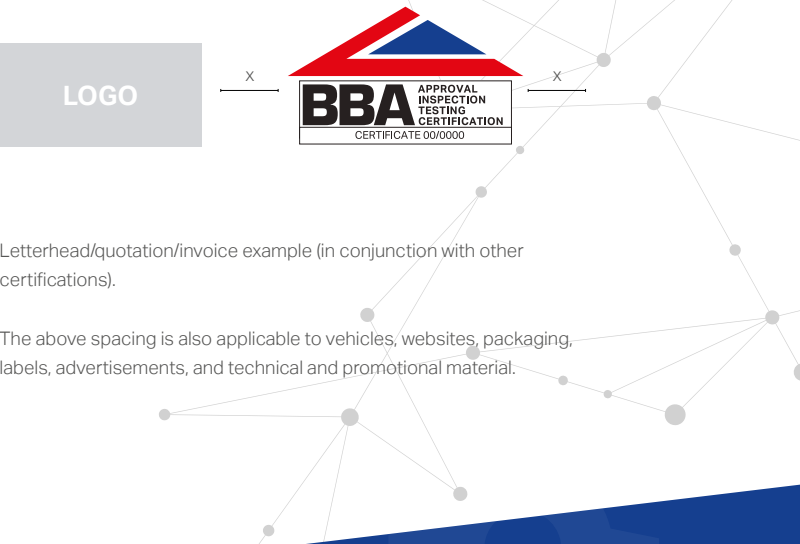 LOGO
X
X
BBA
APPROVAL
INSPECTION
TESTING
CERTIFICATION
CERTIFICATE 00/0000
Letterhead/quotation/invoice example (in conjunction with other
certifications).
The above spacing is also applicable to vehicles, websites, packaging,
labels, advertisements, and technical and promotional material.